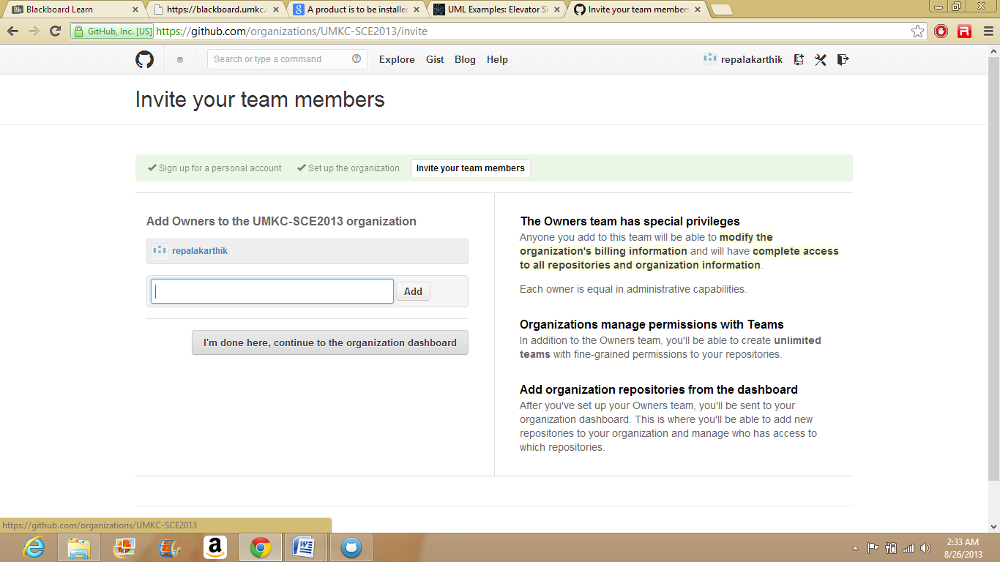 Blackboard Learn
https://blackboard.umkc.
A product is to be installe
UML Examples: Elevator Si
Invite your team members
GitHub, Inc. [US] https://github.com/organizations/UMKC-SCE2013/invite
Search or type a command
Explore Gist Blog Help
repalakarthik
Invite your team members
Sign up for a personal account Set up the organization Invite your team members
Add Owners to the UMKC-SCE2013 organization
repalakarthik
Add
I'm done here, continue to the organization dashboard
The Owners team has special privileges
Anyone you add to this team will be able to modify the
organization's billing information and will have complete access
to all repositories and organization information.
Each owner is equal in administrative capabilities.
Organizations manage permissions with Teams
In addition to the Owners team, you'll be able to create unlimited
teams with fine-grained permissions to your repositories.
Add organization repositories from the dashboard
After you've set up your Owners team, you'll be sent to your
organization dashboard. This is where you'll be able to add new
repositories to your organization and manage who has access to
which repositories.
https://github.com/organizations/UMKC-SCE2013
2:33 AM
8/26/2013